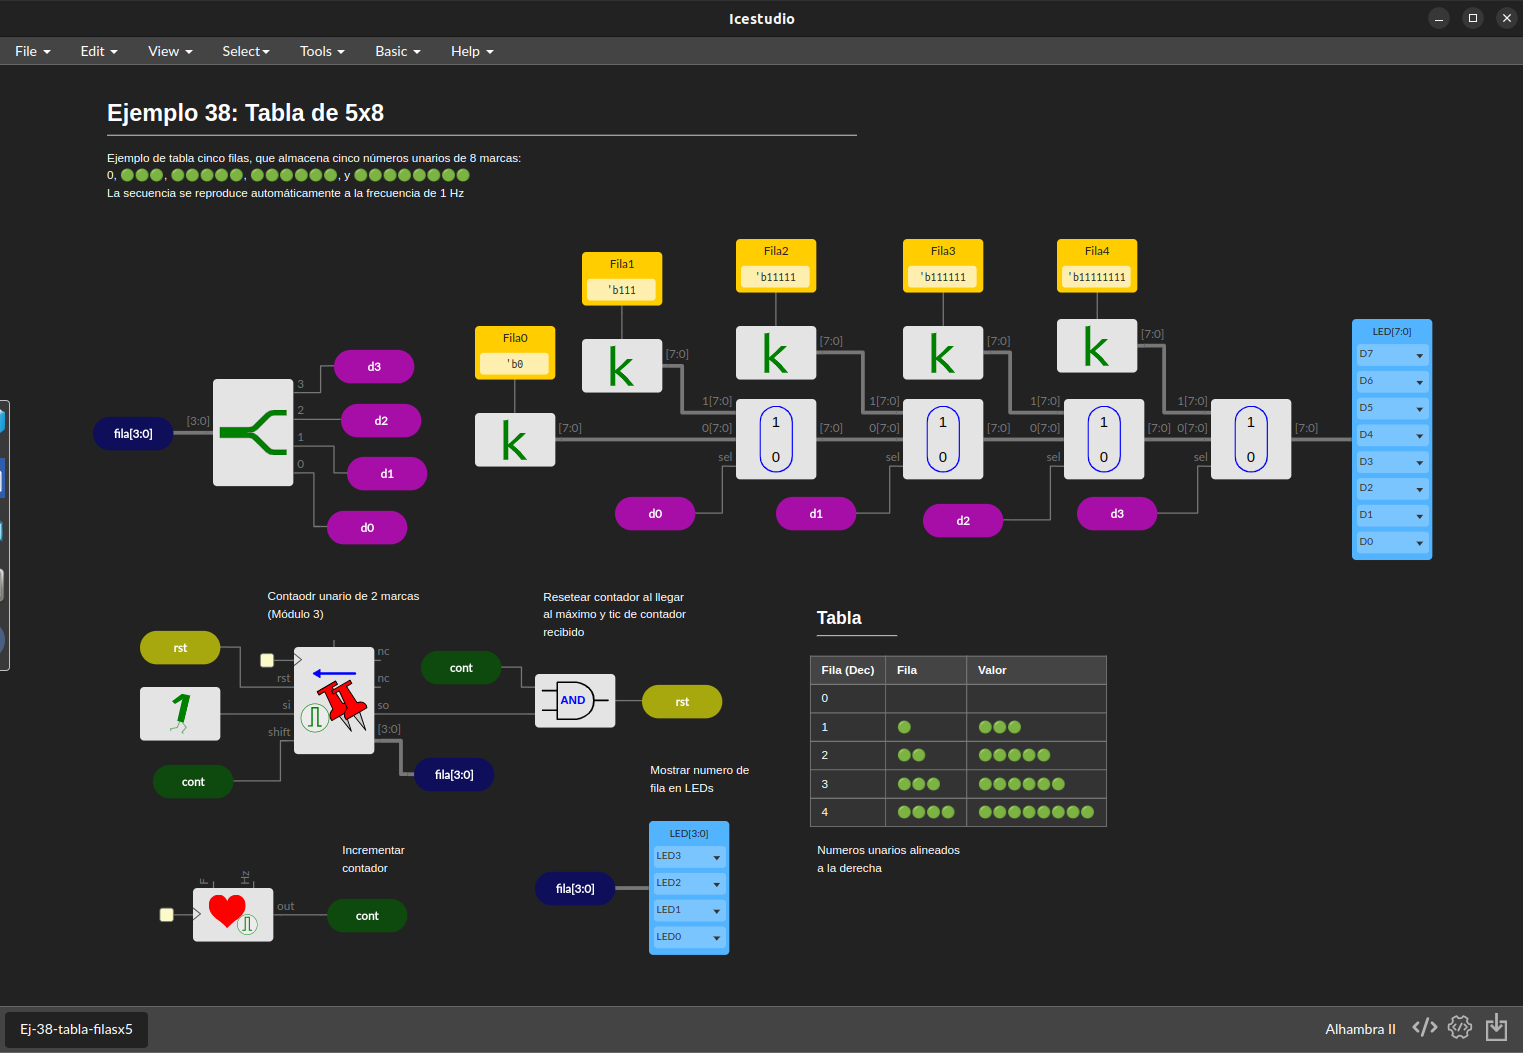 Icestudio
File Edit View Select Tools Basic Help
Ejemplo 38: Tabla de 5x8
Ejemplo de tabla cinco filas, que almacena cinco números unarios de 8 marcas:
0, 🟢🟢🟢, 🟢🟢🟢🟢🟢, 🟢🟢🟢🟢🟢🟢, y 🟢🟢🟢🟢🟢🟢🟢🟢
La secuencia se reproduce automáticamente a la frecuencia de 1 Hz
Fila0
'b0
Fila1
'b111
Fila2
'b11111
Fila3
'b111111
Fila4
'b11111111
k [7:0]
k [7:0]
k [7:0]
k [7:0]
k [7:0]
fila[3:0] [3:0]
3 d3
2 d2
1 d1
0 d0
1[7:0] 0[7:0] sel 1 0 [7:0]
1[7:0] 0[7:0] sel 1 0 [7:0]
1[7:0] 0[7:0] sel 1 0 [7:0]
1[7:0] 0[7:0] sel 1 0 [7:0]
d0 d1 d2 d3
LED[7:0]
D7
D6
D5
D4
D3
D2
D1
D0
Contaodr unario de 2 marcas
(Módulo 3)
rst
1
cont
rst
si
shift
nc
nc
so
[3:0]
fila[3:0]
Resetear contador al llegar
al máximo y tic de contador
recibido
cont
AND
rst
Incrementar
contador
F Hz
out
cont
Mostrar numero de
fila en LEDs
fila[3:0]
LED[3:0]
LED3
LED2
LED1
LED0
Tabla
Fila (Dec) Fila Valor
0
1 🟢 🟢🟢🟢
2 🟢🟢 🟢🟢🟢🟢🟢
3 🟢🟢🟢 🟢🟢🟢🟢🟢🟢
4 🟢🟢🟢🟢 🟢🟢🟢🟢🟢🟢🟢🟢
Numeros unarios alineados
a la derecha
Ej-38-tabla-filasx5
Alhambra II